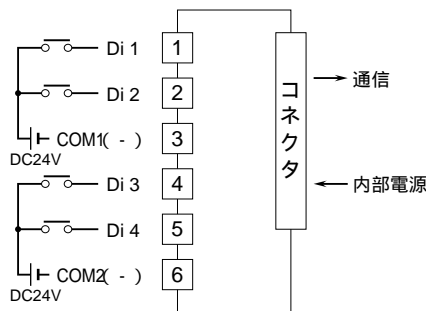 Di 1 1
Di 2 2
COM1( - ) 3
DC24V
Di 3 4
Di 4 5
COM2( - ) 6
DC24V
コネクタ
通信
内部電源